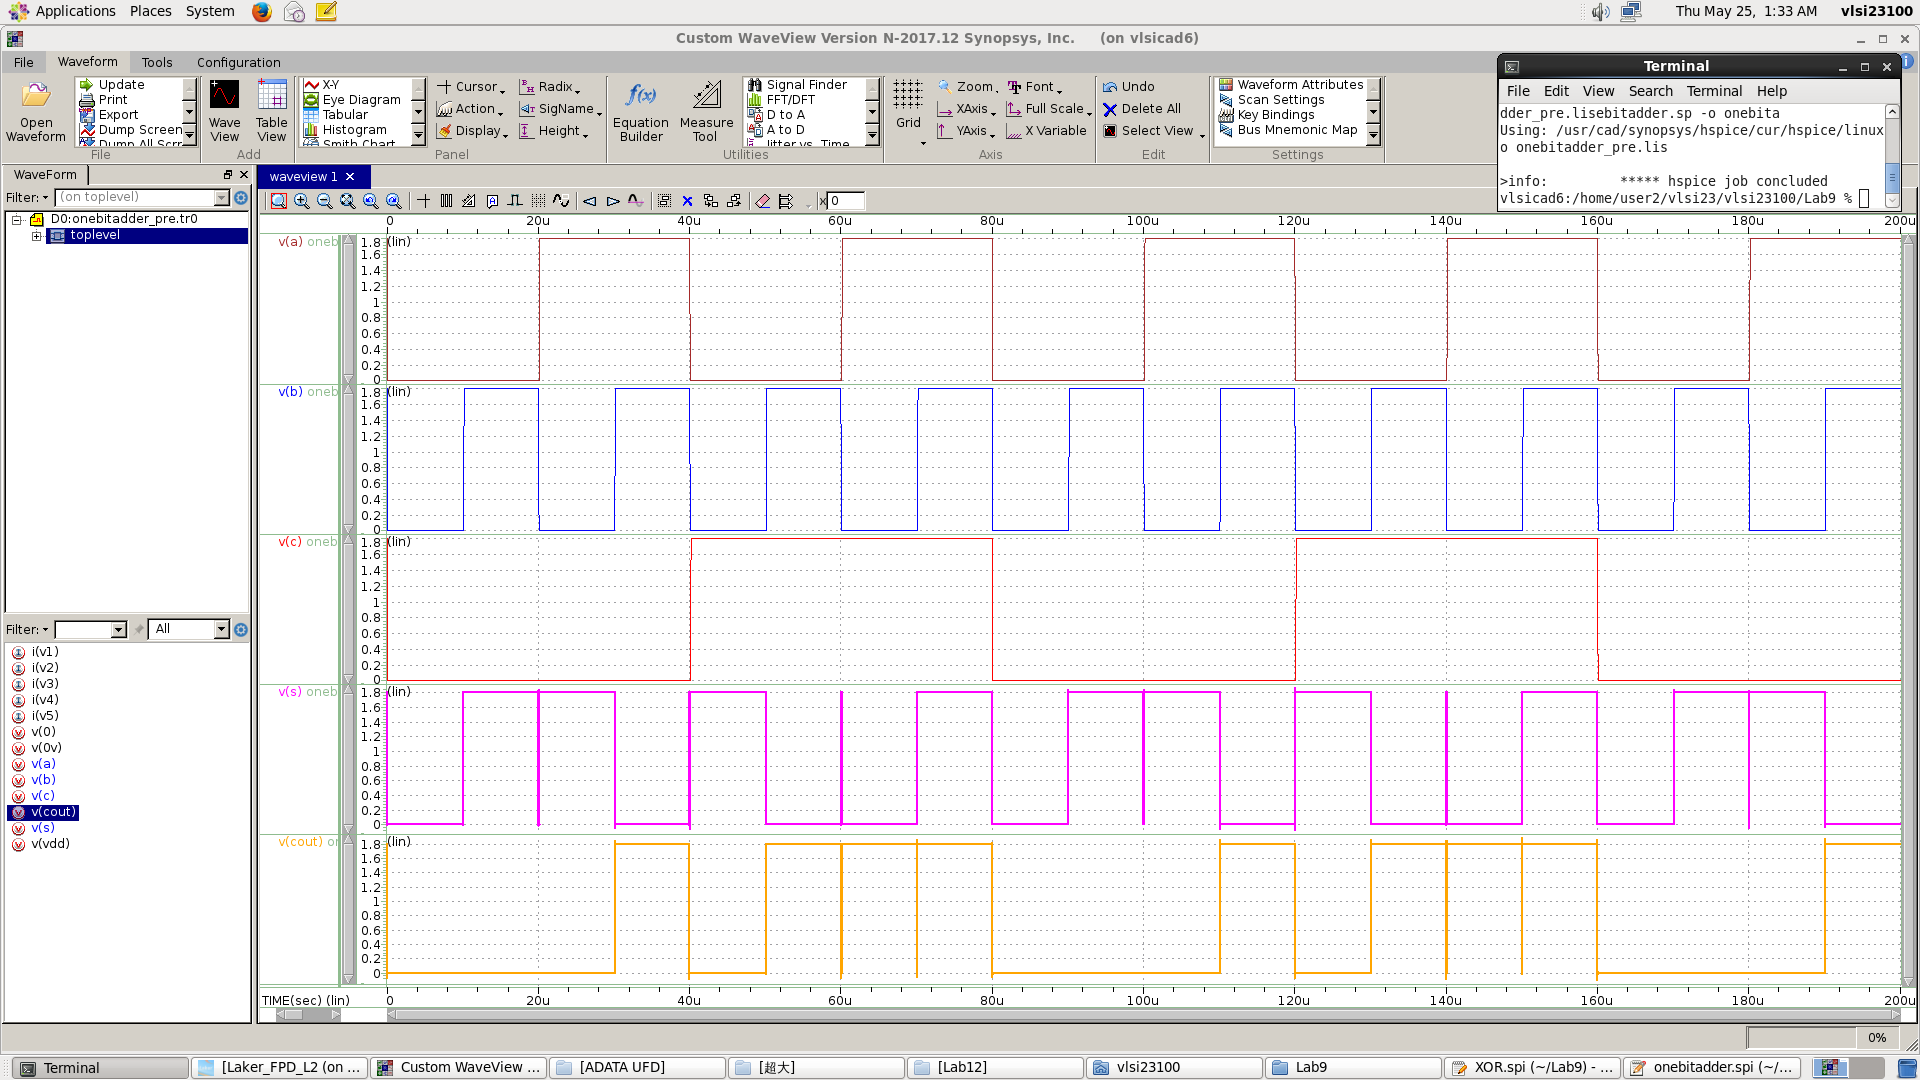 Applications Places System Thu May 25, 1:33 AM vlsi23100
Custom WaveView Version N-2017.12 Synopsys, Inc. (on vlsicad6)
File Waveform Tools Configuration
Open Waveform
Update
Print
Export
Dump Screen
File
Wave View
Table View
Add
X-Y
Eye Diagram
Tabular
Histogram
Smith Chart
Cursor
Action
Display
Radix
SigName
Height
Panel
Equation Builder
Measure Tool
Signal Finder
FFT/DFT
D to A
A to D
Jitter vs. Time
Utilities
Grid
Zoom
XAxis
YAxis
Font
Full Scale
X Variable
Axis
Undo
Delete All
Select View
Edit
Waveform Attributes
Scan Settings
Key Bindings
Bus Mnemonic Map
Settings
Terminal
File Edit View Search Terminal Help
dder_pre.lisebitadder.sp -o onebita
Using: /usr/cad/synopsys/hspice/cur/hspice/linux
o onebitadder_pre.lis
>info: ***** hspice job concluded
vlsicad6:/home/user2/vlsi23/vlsi23100/Lab9 %
WaveForm
Filter: (on toplevel)
D0:onebitadder_pre.tr0
toplevel
Filter: All
i(v1)
i(v2)
i(v3)
i(v4)
i(v5)
v(0)
v(0v)
v(a)
v(b)
v(c)
v(cout)
v(s)
v(vdd)
waveview 1
x 0
0 20u 40u 60u 80u 100u 120u 140u 160u 180u 200u
v(a) oneb (lin)
1.8
1.6
1.4
1.2
1
0.8
0.6
0.4
0.2
0
v(b) oneb (lin)
1.8
1.6
1.4
1.2
1
0.8
0.6
0.4
0.2
0
v(c) oneb (lin)
1.8
1.6
1.4
1.2
1
0.8
0.6
0.4
0.2
0
v(s) oneb (lin)
1.8
1.6
1.4
1.2
1
0.8
0.6
0.4
0.2
0
v(cout) on (lin)
1.8
1.6
1.4
1.2
1
0.8
0.6
0.4
0.2
0
TIME(sec) (lin) 0 20u 40u 60u 80u 100u 120u 140u 160u 180u 200u
0%
Terminal [Laker_FPD_L2 (on ... Custom WaveView ... [ADATA UFD] [超大] [Lab12] vlsi23100 Lab9 XOR.spi (~/Lab9) - ... onebitadder.spi (~/...